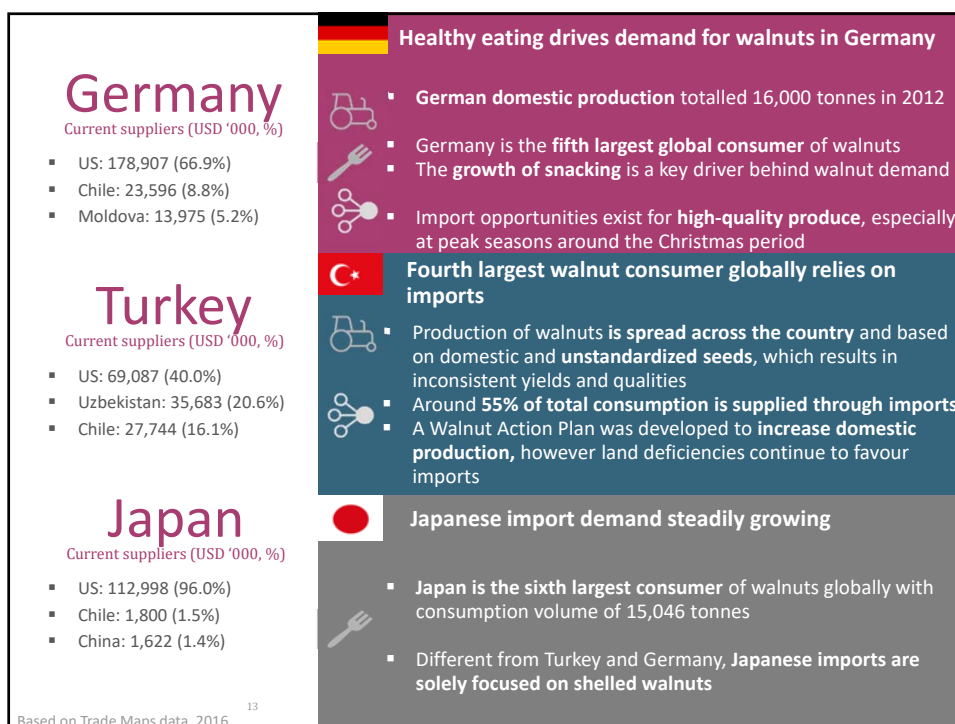 Germany
Current suppliers (USD ‘000, %)
▪ US: 178,907 (66.9%)
▪ Chile: 23,596 (8.8%)
▪ Moldova: 13,975 (5.2%)
Healthy eating drives demand for walnuts in Germany
▪ German domestic production totalled 16,000 tonnes in 2012
▪ Germany is the fifth largest global consumer of walnuts
▪ The growth of snacking is a key driver behind walnut demand
▪ Import opportunities exist for high-quality produce, especially
at peak seasons around the Christmas period
Turkey
Current suppliers (USD ‘000, %)
▪ US: 69,087 (40.0%)
▪ Uzbekistan: 35,683 (20.6%)
▪ Chile: 27,744 (16.1%)
Fourth largest walnut consumer globally relies on
imports
▪ Production of walnuts is spread across the country and based
on domestic and unstandardized seeds, which results in
inconsistent yields and qualities
▪ Around 55% of total consumption is supplied through imports
▪ A Walnut Action Plan was developed to increase domestic
production, however land deficiencies continue to favour
imports
Japan
Current suppliers (USD ‘000, %)
▪ US: 112,998 (96.0%)
▪ Chile: 1,800 (1.5%)
▪ China: 1,622 (1.4%)
Japanese import demand steadily growing
▪ Japan is the sixth largest consumer of walnuts globally with
consumption volume of 15,046 tonnes
▪ Different from Turkey and Germany, Japanese imports are
solely focused on shelled walnuts
13
Based on Trade Maps data, 2016